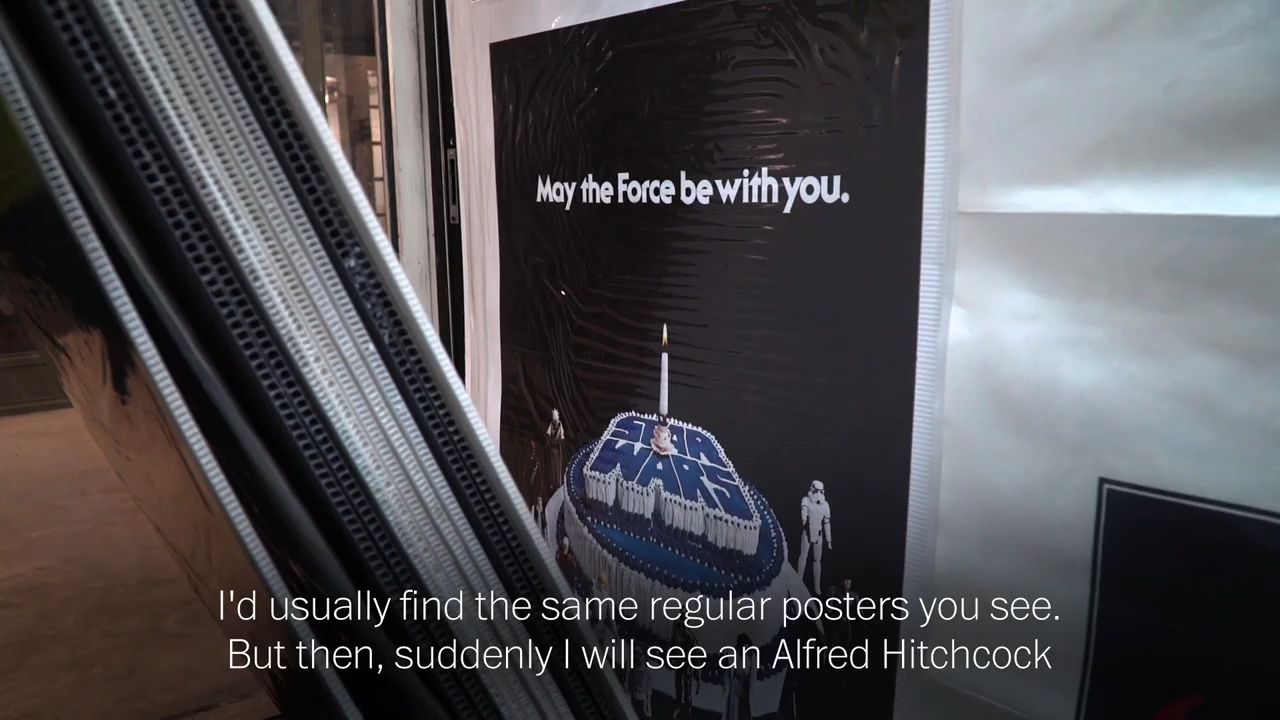 May the Force be with you.
STAR
WARS
I'd usually find the same regular posters you see.
But then, suddenly I will see an Alfred Hitchcock